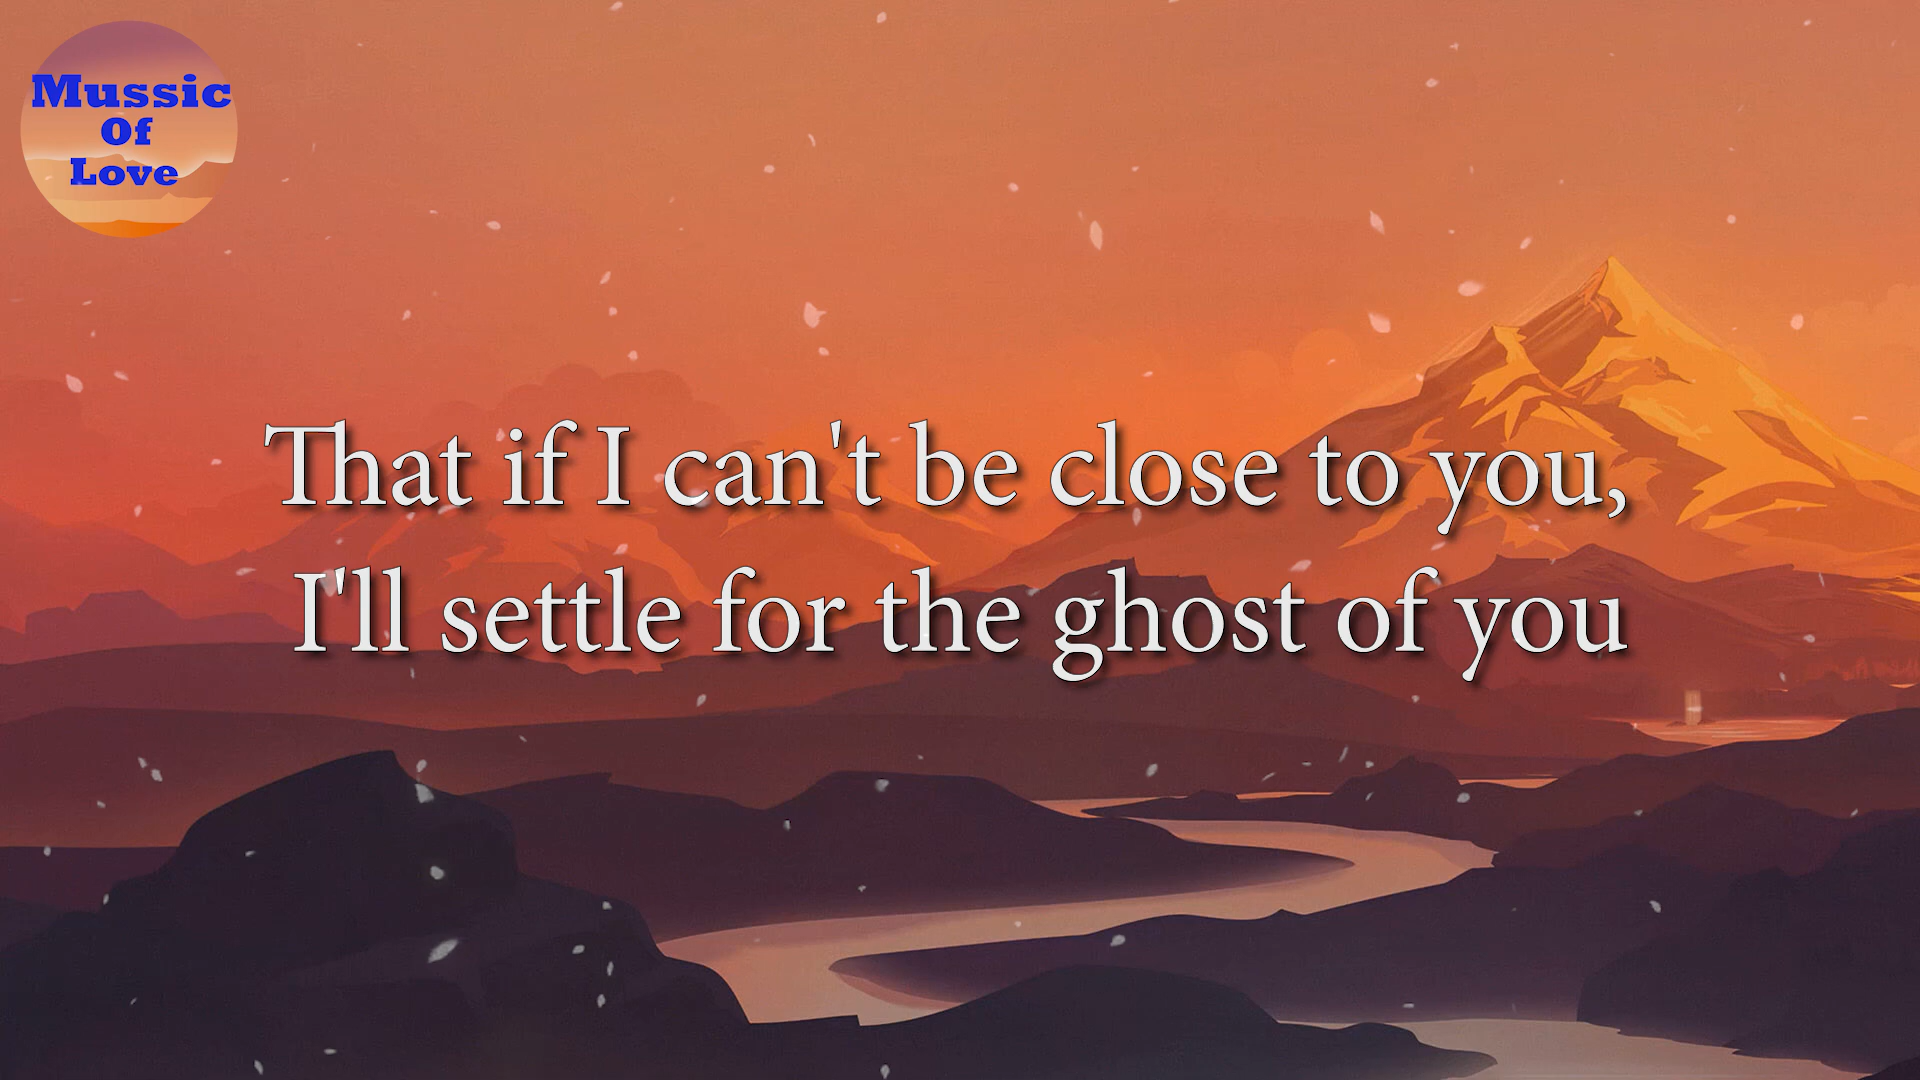 Mussic
Of
Love
That if I can't be close to you,
I'll settle for the ghost of you